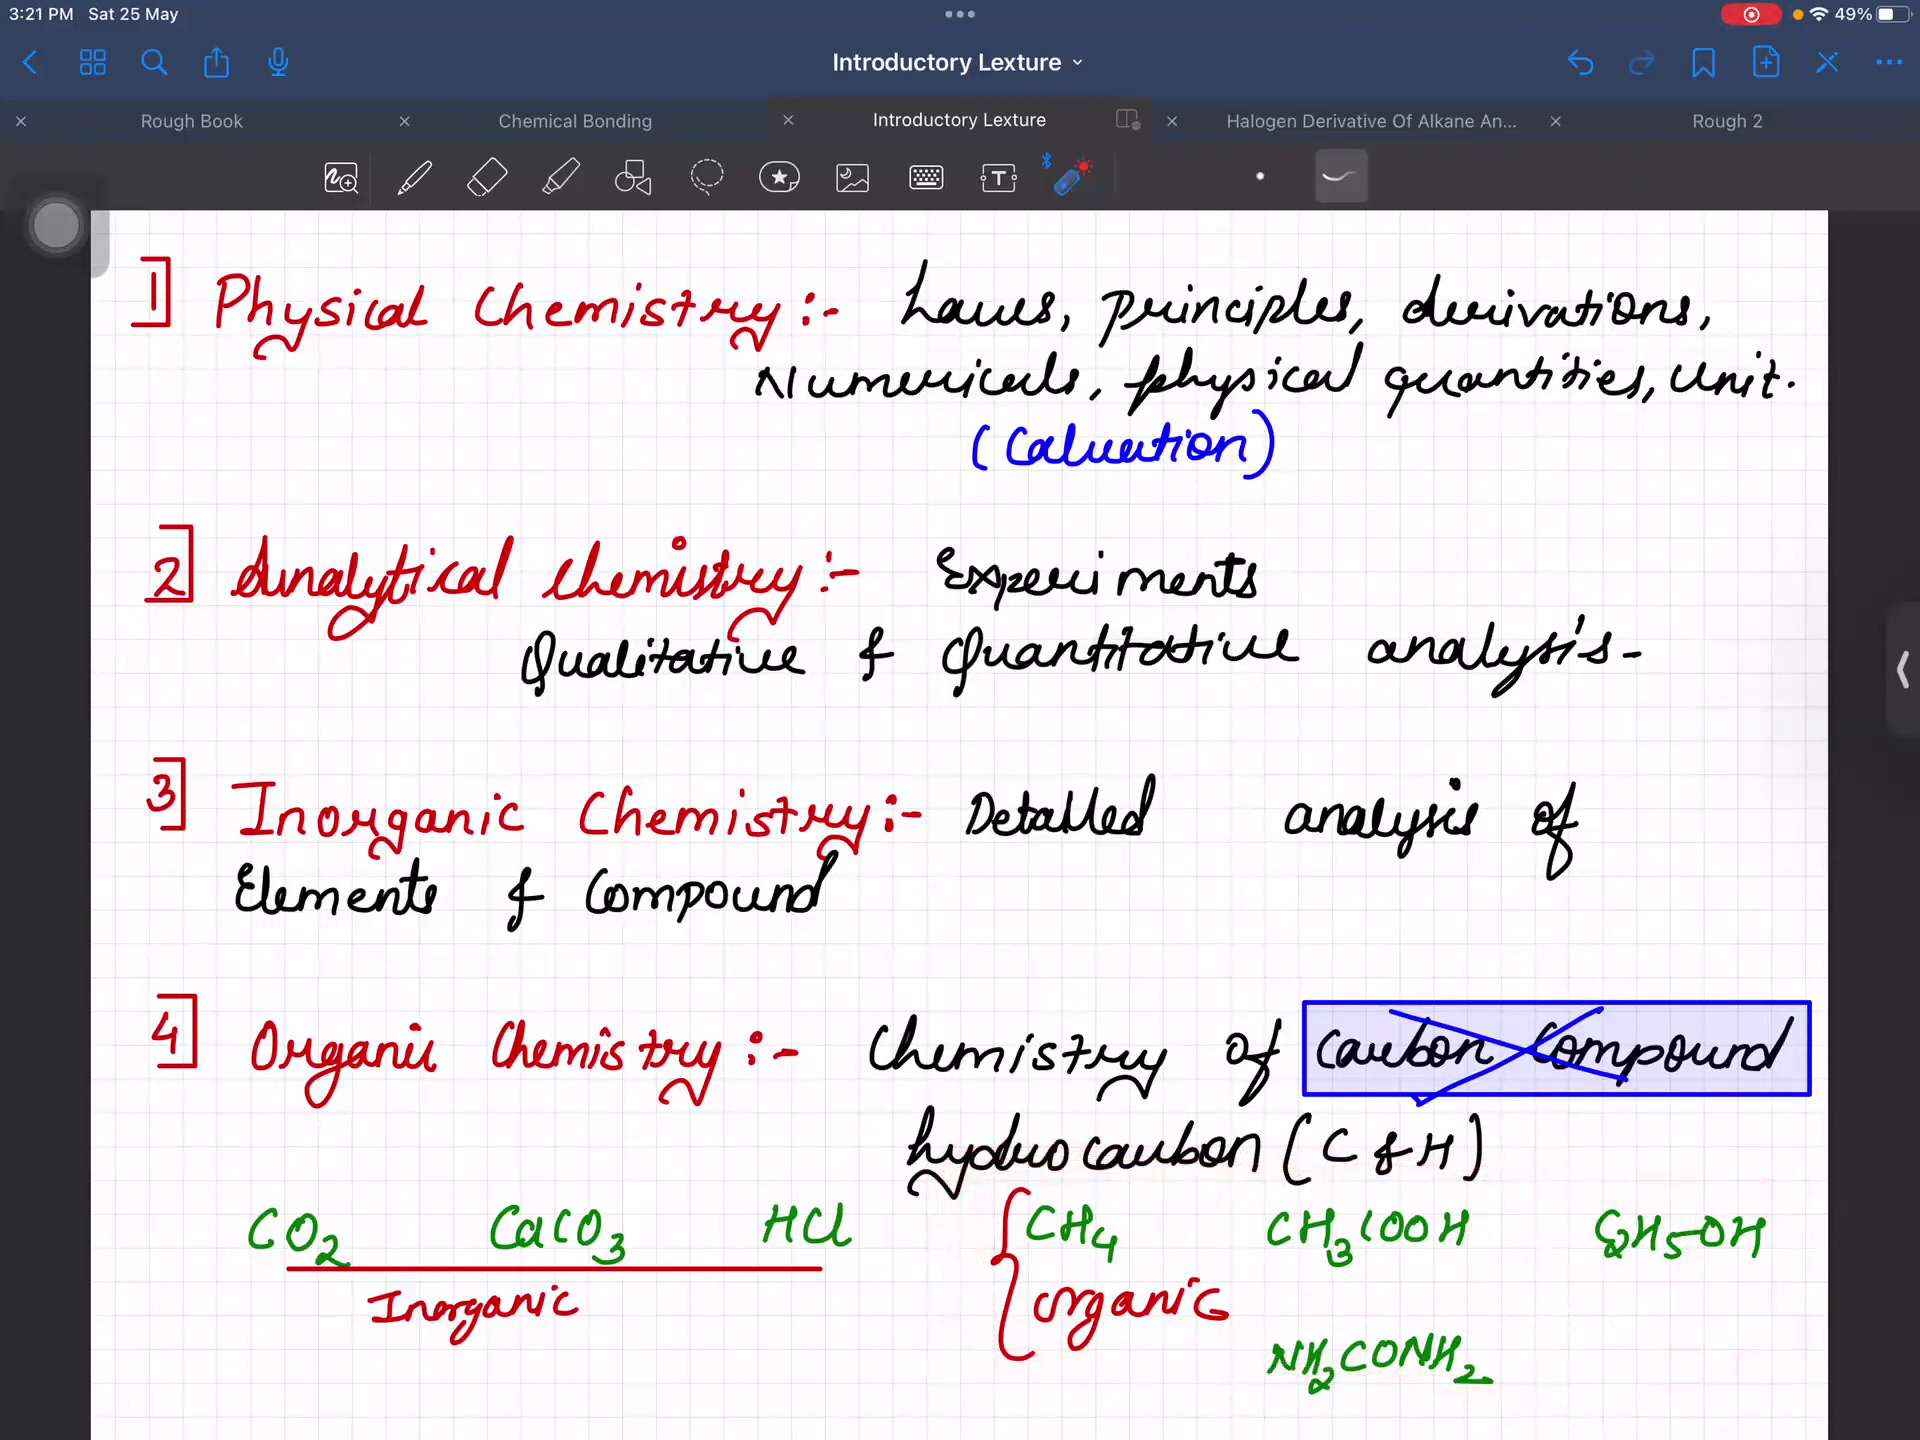 3:21 PM Sat 25 May
49%
Introductory Lexture
Rough Book
Chemical Bonding
Introductory Lexture
Halogen Derivative Of Alkane An...
Rough 2
1] Physical Chemistry :- Laws, principles, derivations,
Numericals, physical quantities, Unit.
(Caluation)
2] Analytical Chemistry :- Experiments
Qualitative & Quantitative analysis-
3] Inorganic Chemistry :- Detailed analysis of
Elements & Compound
4] Organic Chemistry :- Chemistry of Carbon Compound
hydrocarbon (C & H)
CO2 CaCO3 HCl CH4 CH3COOH C2H5-OH
Inorganic organic
NH2CONH2